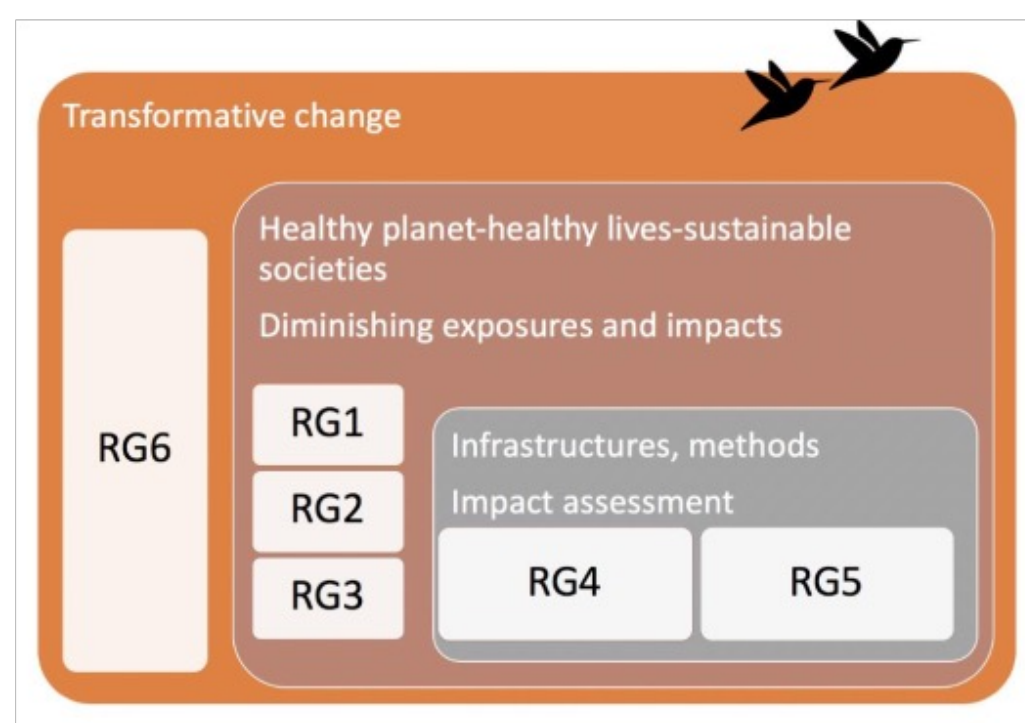 Transformative change
Healthy planet-healthy lives-sustainable
societies
Diminishing exposures and impacts
RG6
RG1
RG2
RG3
Infrastructures, methods
Impact assessment
RG4
RG5